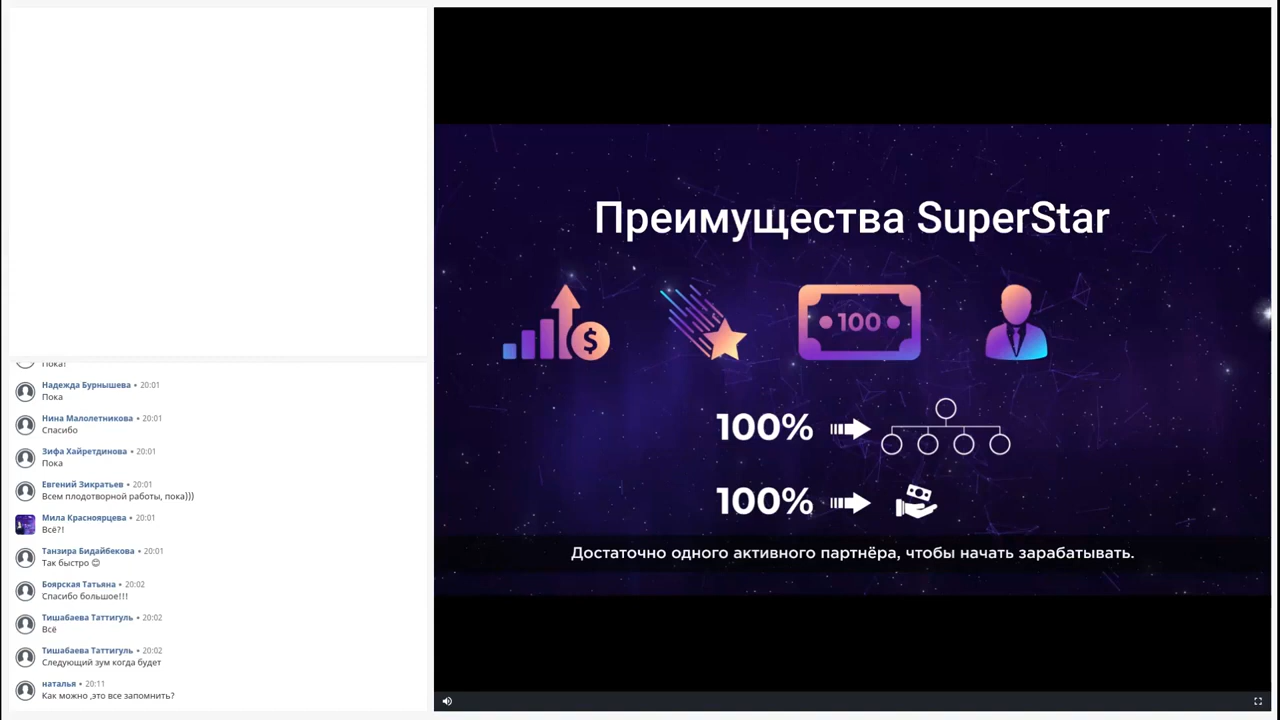 Пока!
Надежда Бурнышева • 20:01
Пока
Нина Малолетникова • 20:01
Спасибо
Зифа Хайретдинова • 20:01
Пока
Евгений Зикратьев • 20:01
Всем плодотворной работы, пока)))
Мила Красноярцева • 20:01
Всё?!
Танзира Бидайбекова • 20:01
Так быстро 😊
Боярская Татьяна • 20:02
Спасибо большое!!!
Тишабаева Таттигуль • 20:02
Всё
Тишабаева Таттигуль • 20:02
Следующий зум когда будет
наталья • 20:11
Как можно ,это все запомнить?
Преимущества SuperStar
$
100
100%
100%
Достаточно одного активного партнёра, чтобы начать зарабатывать.